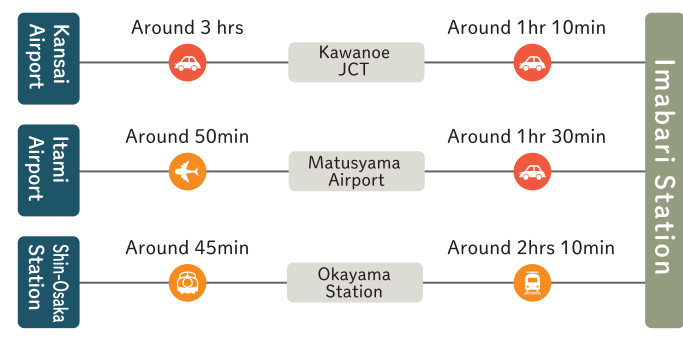 Kansai
Airport
Around 3 hrs
Kawanoe
JCT
Around 1hr 10min
Itami
Airport
Around 50min
Matusyama
Airport
Around 1hr 30min
Shin-Osaka
Station
Around 45min
Okayama
Station
Around 2hrs 10min
Imabari Station